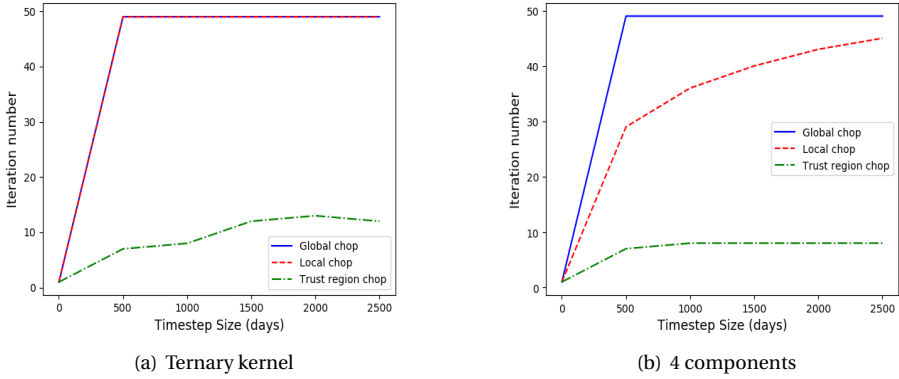 50
40
30
20
10
0
Iteration number
Global chop
Local chop
Trust region chop
0 500 1000 1500 2000 2500
Timestep Size (days)
(a) Ternary kernel
50
40
30
20
10
0
Iteration number
Global chop
Local chop
Trust region chop
0 500 1000 1500 2000 2500
Timestep Size (days)
(b) 4 components